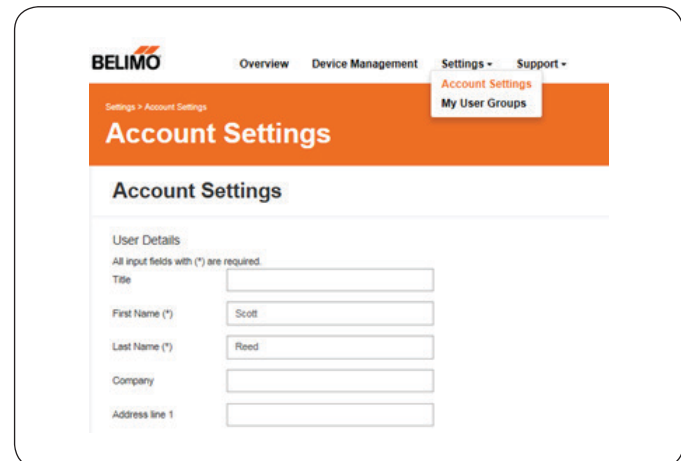 BELIMO
Overview Device Management Settings Support
Account Settings
My User Groups
Settings > Account Settings
Account Settings
Account Settings
User Details
All input fields with (*) are required.
Title
First Name (*) Scott
Last Name (*) Reed
Company
Address line 1